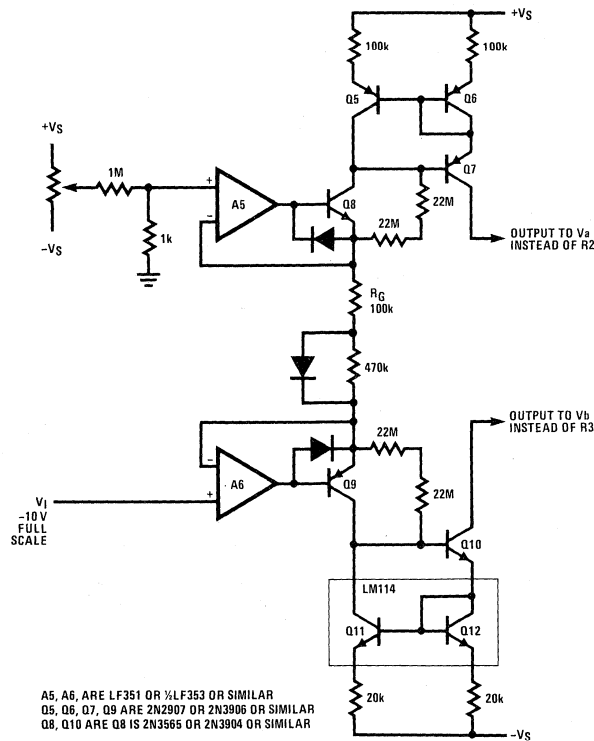 +VS
100k
100k
Q5
Q6
+VS
Q7
1M
+
A5
Q8
22M
−
−VS
1k
22M
OUTPUT TO Va
INSTEAD OF R2
RG
100k
470k
OUTPUT TO Vb
INSTEAD OF R3
22M
−
A6
Q9
22M
VI
+
−10 V
FULL
SCALE
Q10
LM114
Q11
Q12
20k
20k
A5, A6, ARE LF351 OR ½LF353 OR SIMILAR
Q5, Q6, Q7, Q9 ARE 2N2907 OR 2N3906 OR SIMILAR
Q8, Q10 ARE Q8 IS 2N3565 OR 2N3904 OR SIMILAR
−VS